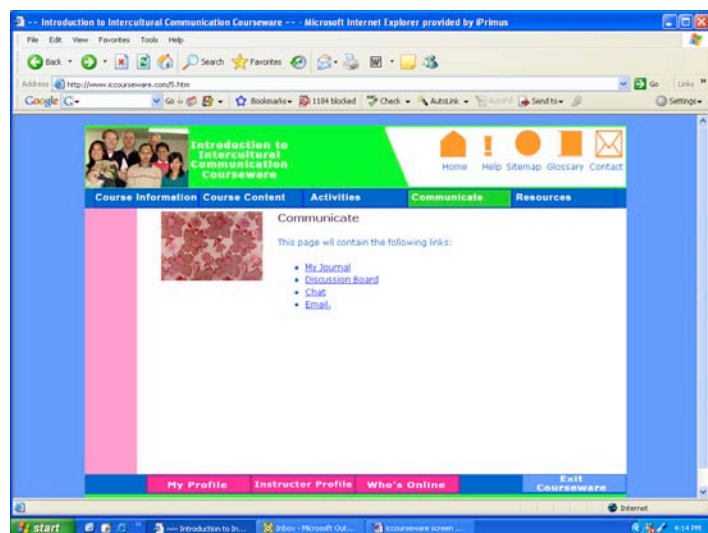 -- Introduction to Intercultural Communication Courseware -- - Microsoft Internet Explorer provided by iPrimus
File Edit View Favorites Tools Help
Back Search Favorites
Address http://www.iccourseware.com/5.htm Go Links
Google Go Bookmarks 1184 blocked Check AutoLink AutoFill Send to Settings
Introduction to
Intercultural
Communication
Courseware
Home Help Sitemap Glossary Contact
Course Information Course Content Activities Communicate Resources
Communicate
This page wll contain the following links:
My Journal
Discussion Board
Chat
Email.
My Profile Instructor Profile Who's Online Exit
Courseware
Internet
start Introduction to In... Inbox - Microsoft Out... iccourseware screen ... 4:14 PM